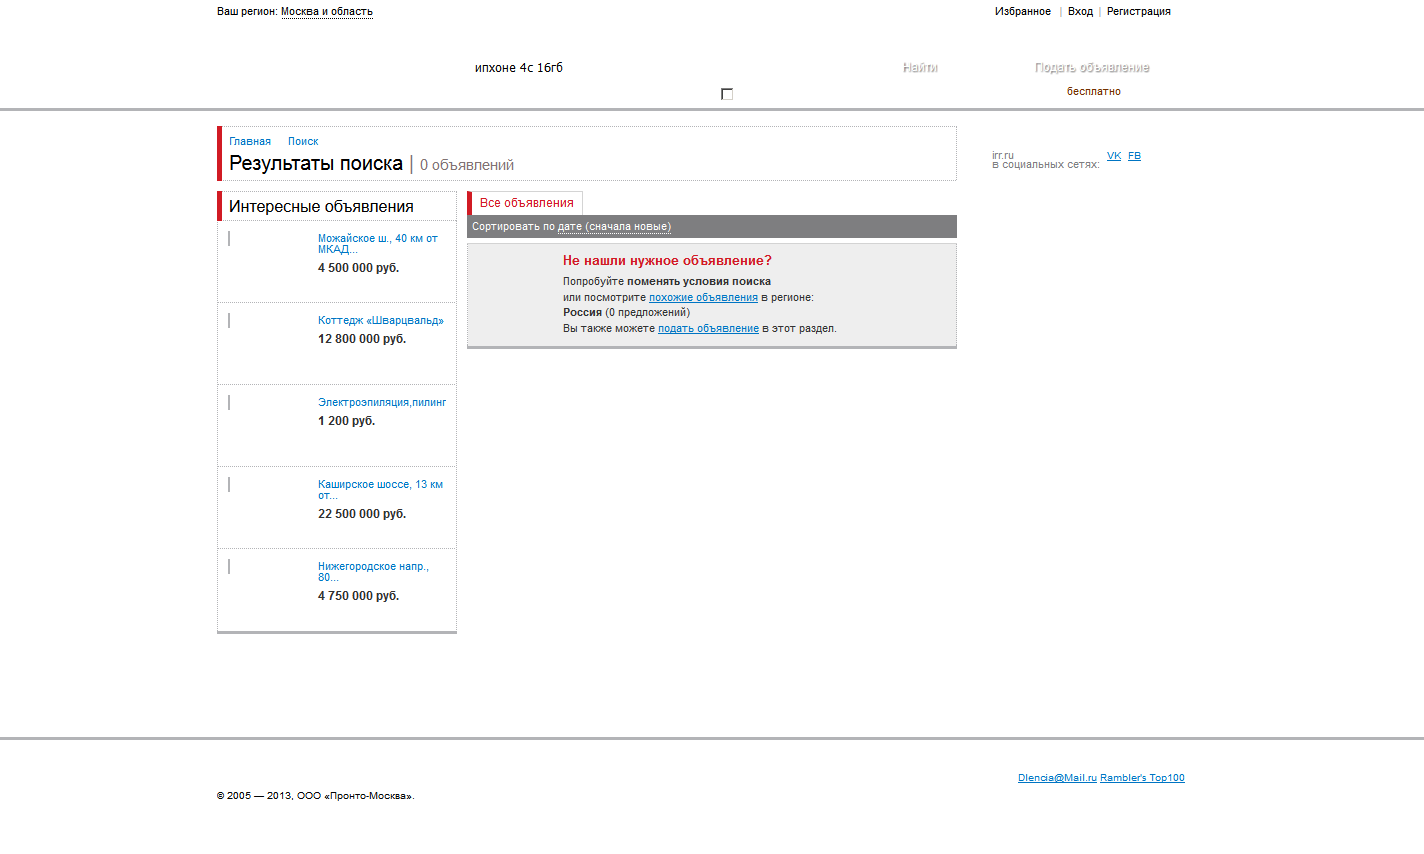 Ваш регион: Москва и область
Избранное | Вход | Регистрация
ипхоне 4с 16гб
Найти
Подать объявление
бесплатно
Главная Поиск
Результаты поиска | 0 объявлений
irr.ru
в социальных сетях: VK FB
Интересные объявления
Можайское ш., 40 км от
МКАД...
4 500 000 руб.
Коттедж «Шварцвальд»
12 800 000 руб.
Электроэпиляция,пилинг
1 200 руб.
Каширское шоссе, 13 км
от...
22 500 000 руб.
Нижегородское напр.,
80...
4 750 000 руб.
Все объявления
Сортировать по дате (сначала новые)
Не нашли нужное объявление?
Попробуйте поменять условия поиска
или посмотрите похожие объявления в регионе:
Россия (0 предложений)
Вы также можете подать объявление в этот раздел.
Dlencia@Mail.ru Rambler's Top100
© 2005 — 2013, ООО «Пронто-Москва».